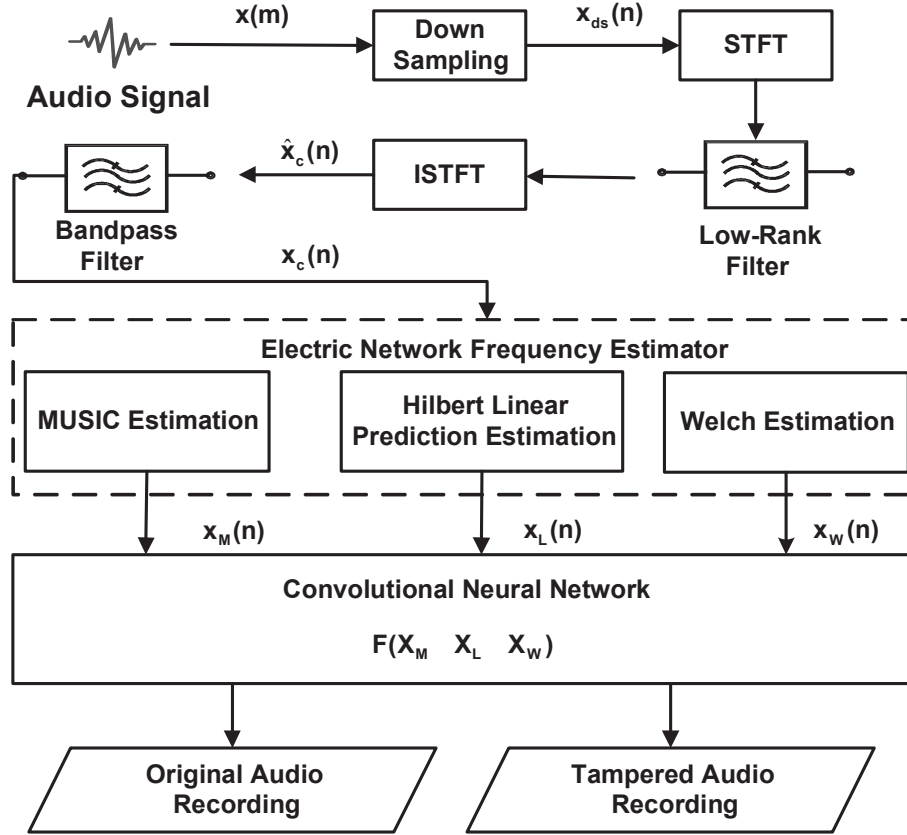 x(m)
Down
Sampling
x_ds(n)
STFT
Audio Signal
Bandpass
Filter
x̂_c(n)
ISTFT
Low-Rank
Filter
x_c(n)
Electric Network Frequency Estimator
MUSIC Estimation
Hilbert Linear
Prediction Estimation
Welch Estimation
x_M(n)
x_L(n)
x_W(n)
Convolutional Neural Network
F(X_M X_L X_W)
Original Audio
Recording
Tampered Audio
Recording